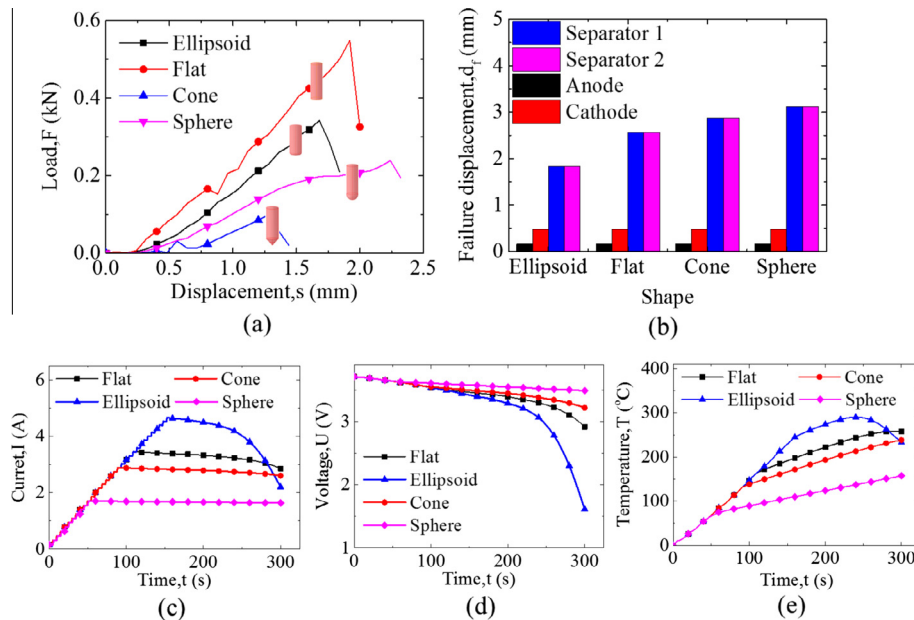 0.6
0.4
0.2
0.0
Load,F (kN)
Ellipsoid
Flat
Cone
Sphere
0.0 0.5 1.0 1.5 2.0 2.5
Displacement,s (mm)
(a)
5
4
3
2
1
0
Failure displacement,df (mm)
Separator 1
Separator 2
Anode
Cathode
Ellipsoid Flat Cone Sphere
Shape
(b)
6
4
2
0
Curret,I (A)
Flat Cone
Ellipsoid Sphere
0 100 200 300
Time,t (s)
(c)
3
2
1
Voltage,U (V)
Flat
Ellipsoid
Cone
Sphere
0 100 200 300
Time,t (s)
(d)
400
300
200
100
0
Temperature,T (°C)
Flat Cone
Ellipsoid Sphere
0 100 200 300
Time,t (s)
(e)